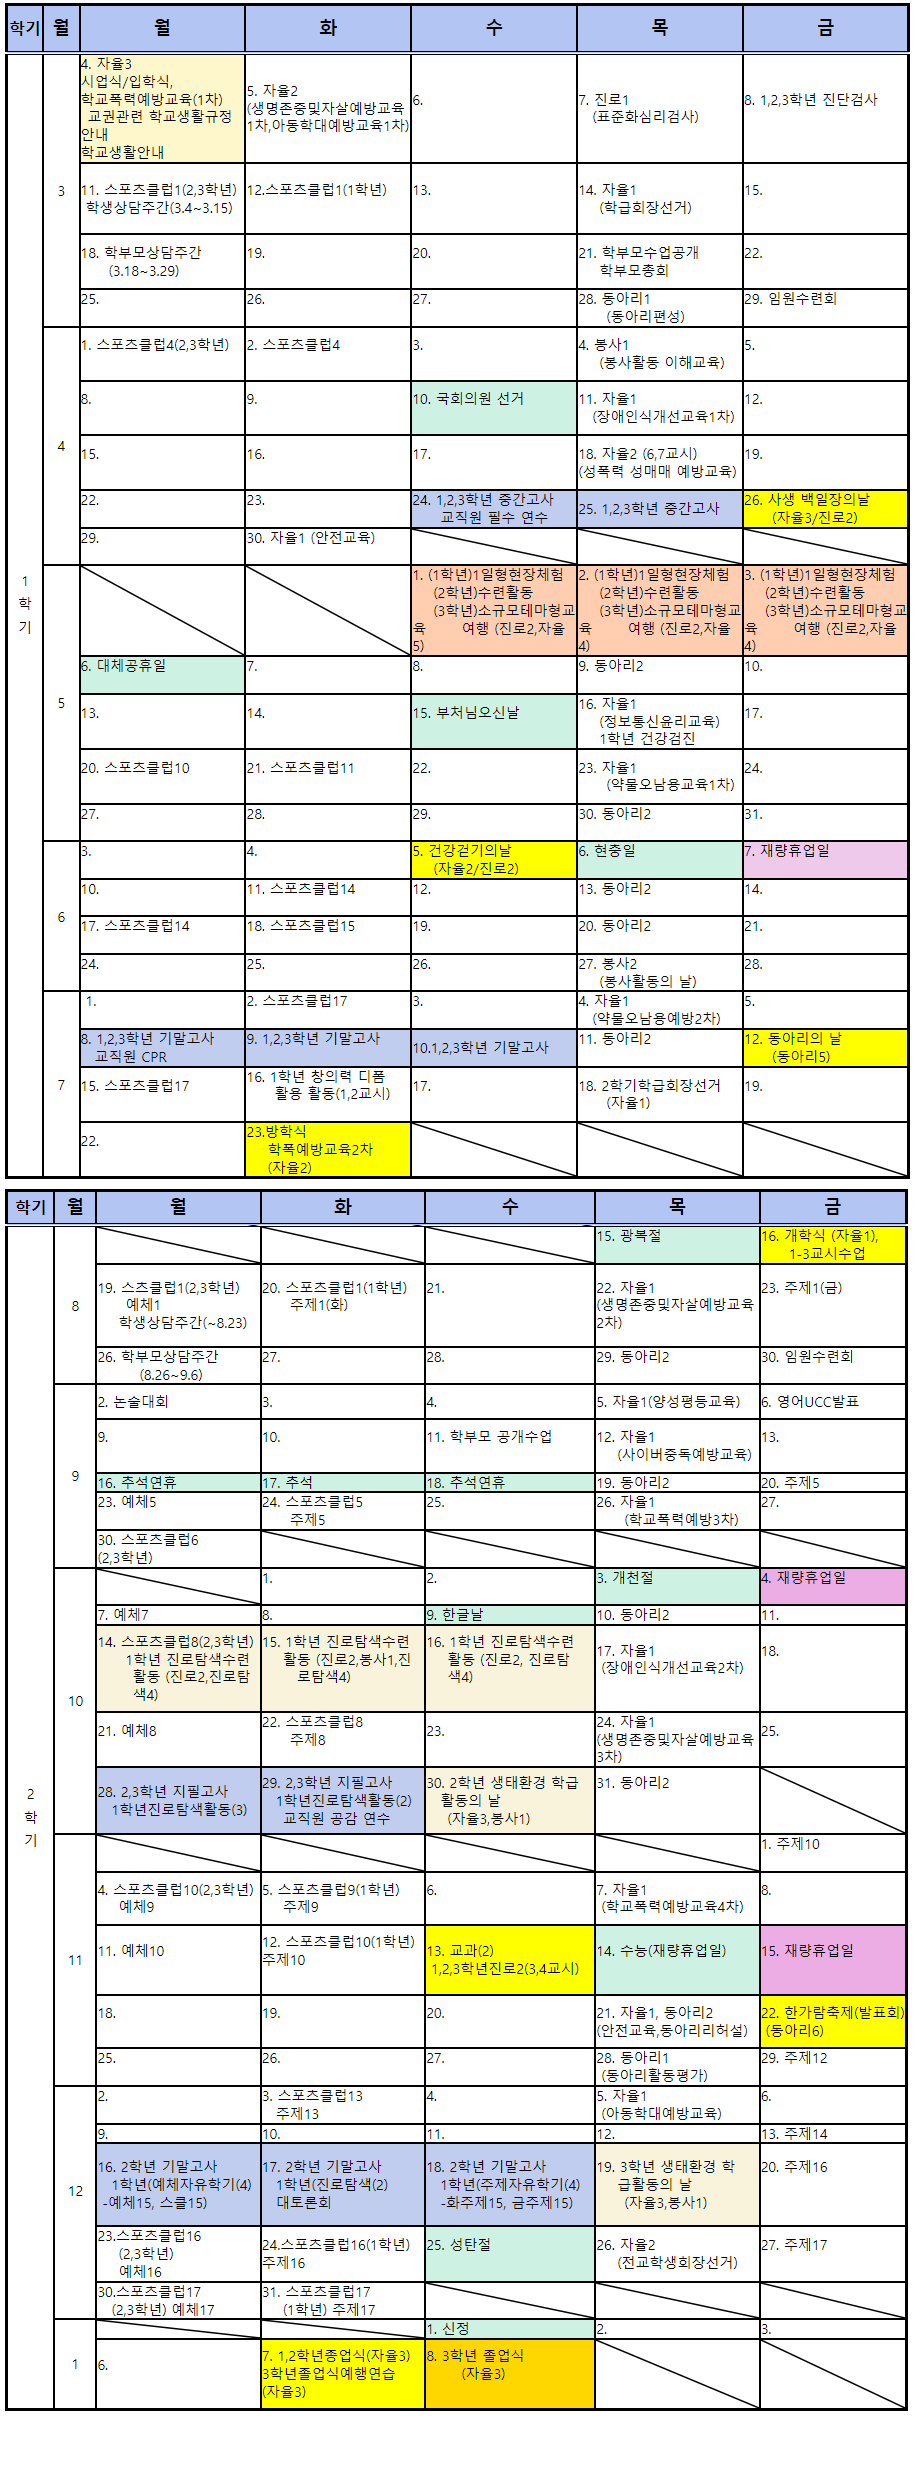 학기 월 월 화 수 목 금
1
학
기
3
4. 자율3
시업식/입학식,
학교폭력예방교육(1차)
교권관련 학교생활규정
안내
학교생활안내
5. 자율2
(생명존중및자살예방교육
1차,아동학대예방교육1차)
6.
7. 진로1
(표준화심리검사)
8. 1,2,3학년 진단검사
11. 스포츠클럽1(2,3학년)
학생상담주간(3.4~3.15)
12.스포츠클럽1(1학년)
13.
14. 자율1
(학급회장선거)
15.
18. 학부모상담주간
(3.18~3.29)
19.
20.
21. 학부모수업공개
학부모총회
22.
25.
26.
27.
28. 동아리1
(동아리편성)
29. 임원수련회
4
1. 스포츠클럽4(2,3학년)
2. 스포츠클럽4
3.
4. 봉사1
(봉사활동 이해교육)
5.
8.
9.
10. 국회의원 선거
11. 자율1
(장애인식개선교육1차)
12.
15.
16.
17.
18. 자율2 (6,7교시)
(성폭력 성매매 예방교육)
19.
22.
23.
24. 1,2,3학년 중간고사
교직원 필수 연수
25. 1,2,3학년 중간고사
26. 사생 백일장의날
(자율3/진로2)
29.
30. 자율1 (안전교육)
5
1. (1학년)1일형현장체험
(2학년)수련활동
(3학년)소규모테마형교
육 여행 (진로2,자율
5)
2. (1학년)1일형현장체험
(2학년)수련활동
(3학년)소규모테마형교
육 여행 (진로2,자율
4)
3. (1학년)1일형현장체험
(2학년)수련활동
(3학년)소규모테마형교
육 여행 (진로2,자율
4)
6. 대체공휴일
7.
8.
9. 동아리2
10.
13.
14.
15. 부처님오신날
16. 자율1
(정보통신윤리교육)
1학년 건강검진
17.
20. 스포츠클럽10
21. 스포츠클럽11
22.
23. 자율1
(약물오남용교육1차)
24.
27.
28.
29.
30. 동아리2
31.
6
3.
4.
5. 건강걷기의날
(자율2/진로2)
6. 현충일
7. 재량휴업일
10.
11. 스포츠클럽14
12.
13. 동아리2
14.
17. 스포츠클럽14
18. 스포츠클럽15
19.
20. 동아리2
21.
24.
25.
26.
27. 봉사2
(봉사활동의 날)
28.
7
1.
2. 스포츠클럽17
3.
4. 자율1
(약물오남용예방2차)
5.
8. 1,2,3학년 기말고사
교직원 CPR
9. 1,2,3학년 기말고사
10.1,2,3학년 기말고사
11. 동아리2
12. 동아리의 날
(동아리5)
15. 스포츠클럽17
16. 1학년 창의력 디폼
활용 활동(1,2교시)
17.
18. 2학기학급회장선거
(자율1)
19.
22.
23.방학식
학폭예방교육2차
(자율2)
학기 월 월 화 수 목 금
2
학
기
8
15. 광복절
16. 개학식 (자율1),
1-3교시수업
19. 스츠클럽1(2,3학년)
예체1
학생상담주간(~8.23)
20. 스포츠클럽1(1학년)
주제1(화)
21.
22. 자율1
(생명존중및자살예방교육
2차)
23. 주제1(금)
26. 학부모상담주간
(8.26~9.6)
27.
28.
29. 동아리2
30. 임원수련회
9
2. 논술대회
3.
4.
5. 자율1(양성평등교육)
6. 영어UCC발표
9.
10.
11. 학부모 공개수업
12. 자율1
(사이버중독예방교육)
13.
16. 추석연휴
17. 추석
18. 추석연휴
19. 동아리2
20. 주제5
23. 예체5
24. 스포츠클럽5
주제5
25.
26. 자율1
(학교폭력예방3차)
27.
30. 스포츠클럽6
(2,3학년)
10
1.
2.
3. 개천절
4. 재량휴업일
7. 예체7
8.
9. 한글날
10. 동아리2
11.
14. 스포츠클럽8(2,3학년)
1학년 진로탐색수련
활동 (진로2,진로탐
색4)
15. 1학년 진로탐색수련
활동 (진로2,봉사1,진
로탐색4)
16. 1학년 진로탐색수련
활동 (진로2, 진로탐
색4)
17. 자율1
(장애인식개선교육2차)
18.
21. 예체8
22. 스포츠클럽8
주제8
23.
24. 자율1
(생명존중및자살예방교육
3차)
25.
28. 2,3학년 지필고사
1학년진로탐색활동(3)
29. 2,3학년 지필고사
1학년진로탐색활동(2)
교직원 공감 연수
30. 2학년 생태환경 학급
활동의 날
(자율3,봉사1)
31. 동아리2
11
1. 주제10
4. 스포츠클럽10(2,3학년)
예체9
5. 스포츠클럽9(1학년)
주제9
6.
7. 자율1
(학교폭력예방교육4차)
8.
11. 예체10
12. 스포츠클럽10(1학년)
주제10
13. 교과(2)
1,2,3학년진로2(3,4교시)
14. 수능(재량휴업일)
15. 재량휴업일
18.
19.
20.
21. 자율1, 동아리2
(안전교육,동아리리허설)
22. 한가람축제(발표회)
(동아리6)
25.
26.
27.
28. 동아리1
(동아리활동평가)
29. 주제12
12
2.
3. 스포츠클럽13
주제13
4.
5. 자율1
(아동학대예방교육)
6.
9.
10.
11.
12.
13. 주제14
16. 2학년 기말고사
1학년(예체자유학기(4)
-예체15, 스클15)
17. 2학년 기말고사
1학년(진로탐색(2)
대토론회
18. 2학년 기말고사
1학년(주제자유학기(4)
-화주제15, 금주제15)
19. 3학년 생태환경 학
급활동의 날
(자율3,봉사1)
20. 주제16
23.스포츠클럽16
(2,3학년)
예체16
24.스포츠클럽16(1학년)
주제16
25. 성탄절
26. 자율2
(전교학생회장선거)
27. 주제17
30.스포츠클럽17
(2,3학년) 예체17
31. 스포츠클럽17
(1학년) 주제17
1
1. 신정
2.
3.
6.
7. 1,2학년종업식(자율3)
3학년졸업식예행연습
(자율3)
8. 3학년 졸업식
(자율3)